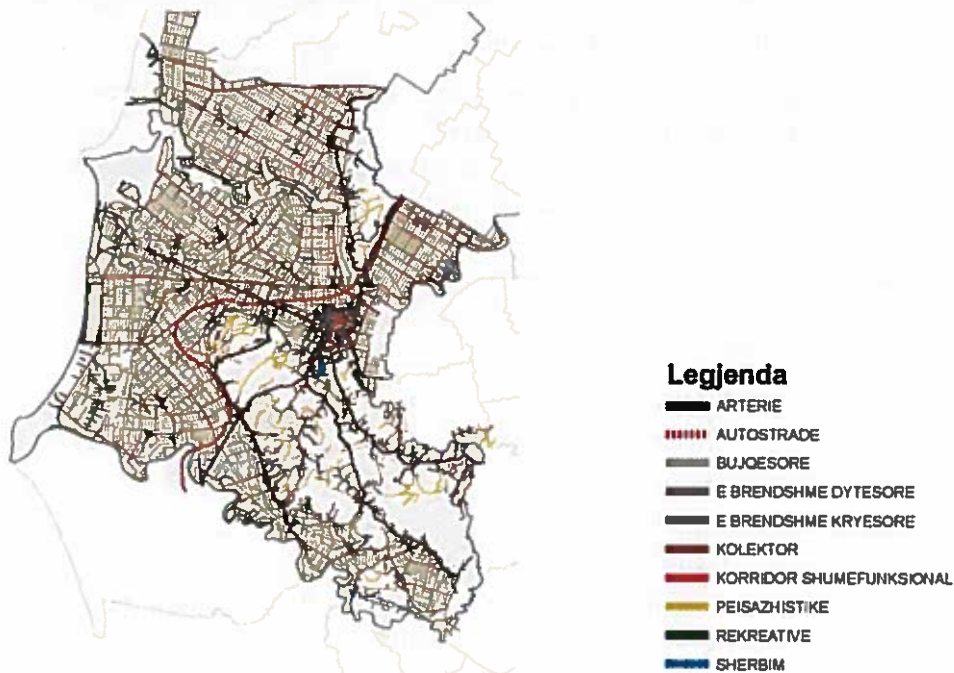 Legjenda
ARTERIE
AUTOSTRADE
BUJQESORE
E BRENDSHME DYTESORE
E BRENDSHME KRYESORE
KOLEKTOR
KORRIDOR SHUMEFUNKSIONAL
PEISAZHISTIKE
REKREATIVE
SHERBIM